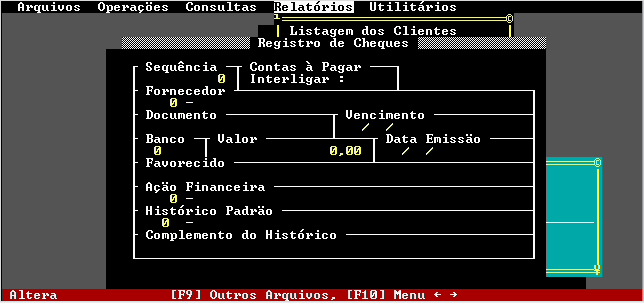 Arquivos Operações Consultas Relatórios Utilitários
Listagem dos Clientes
Registro de Cheques
Sequência Contas à Pagar
0 Interligar :
Fornecedor
0 -
Documento Vencimento
/ /
Banco Valor Data Emissão
0 0,00 / /
Favorecido
Ação Financeira
0 -
Histórico Padrão
0 -
Complemento do Histórico
Altera [F9] Outros Arquivos, [F10] Menu ← →